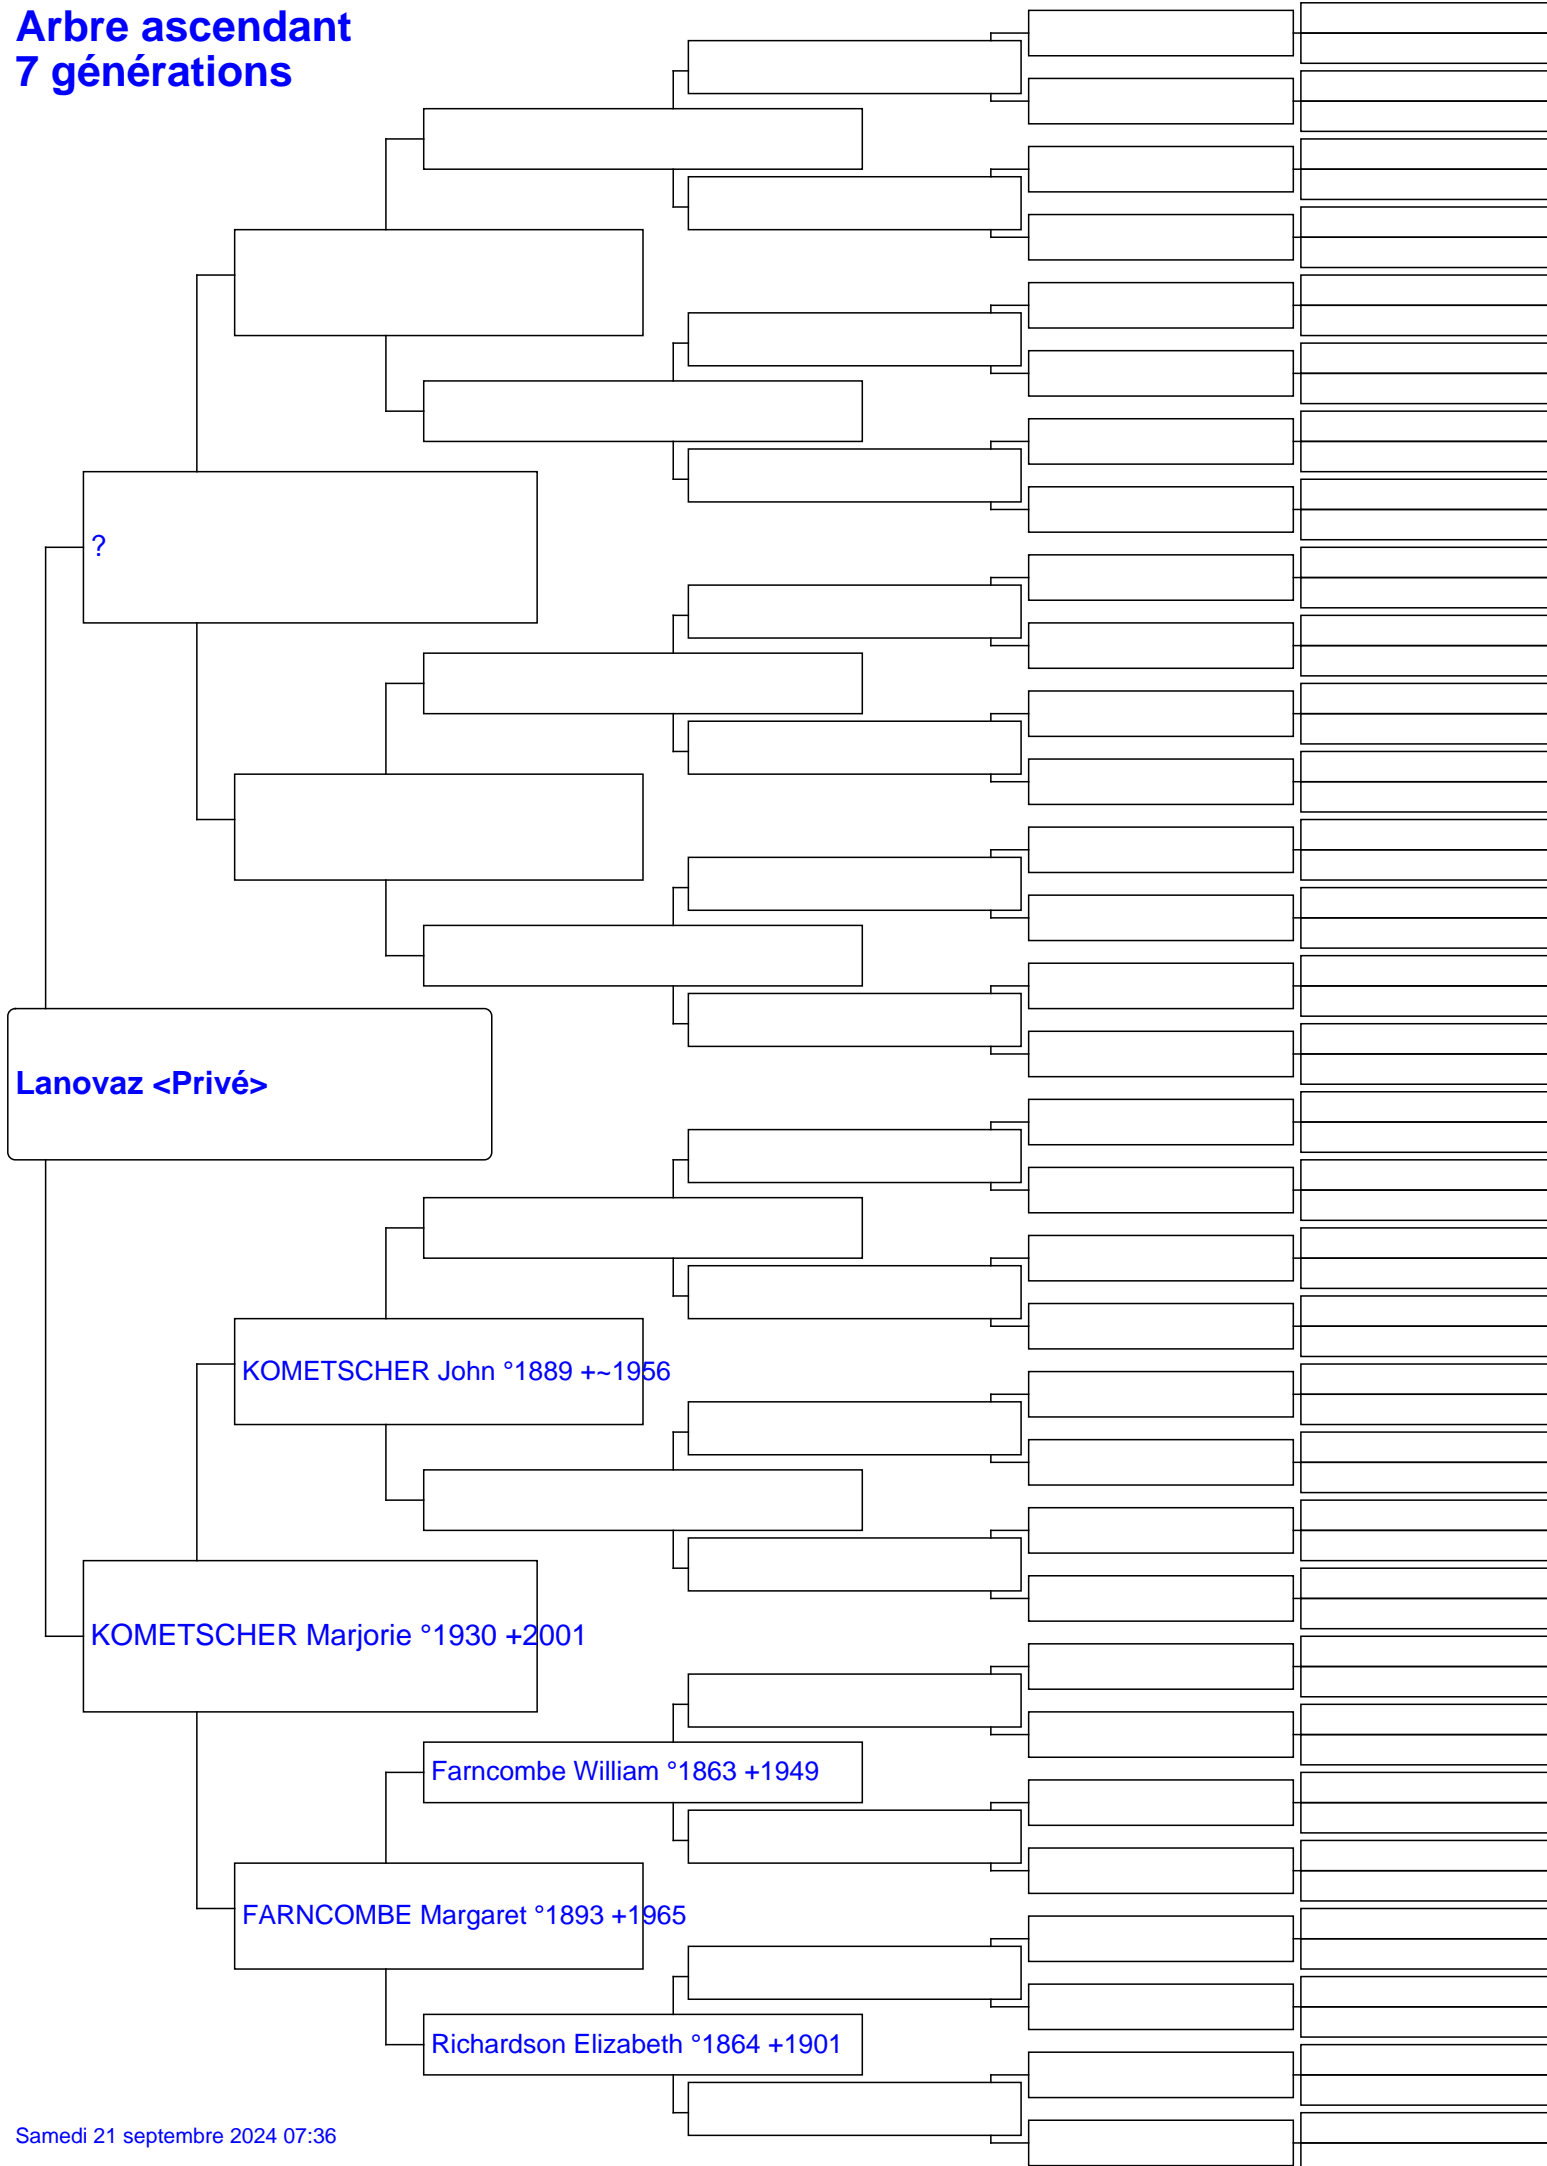 Arbre ascendant
7 générations
?
Lanovaz <Privé>
KOMETSCHER John °1889 +~1956
KOMETSCHER Marjorie °1930 +2001
Farncombe William °1863 +1949
FARNCOMBE Margaret °1893 +1965
Richardson Elizabeth °1864 +1901
Samedi 21 septembre 2024 07:36